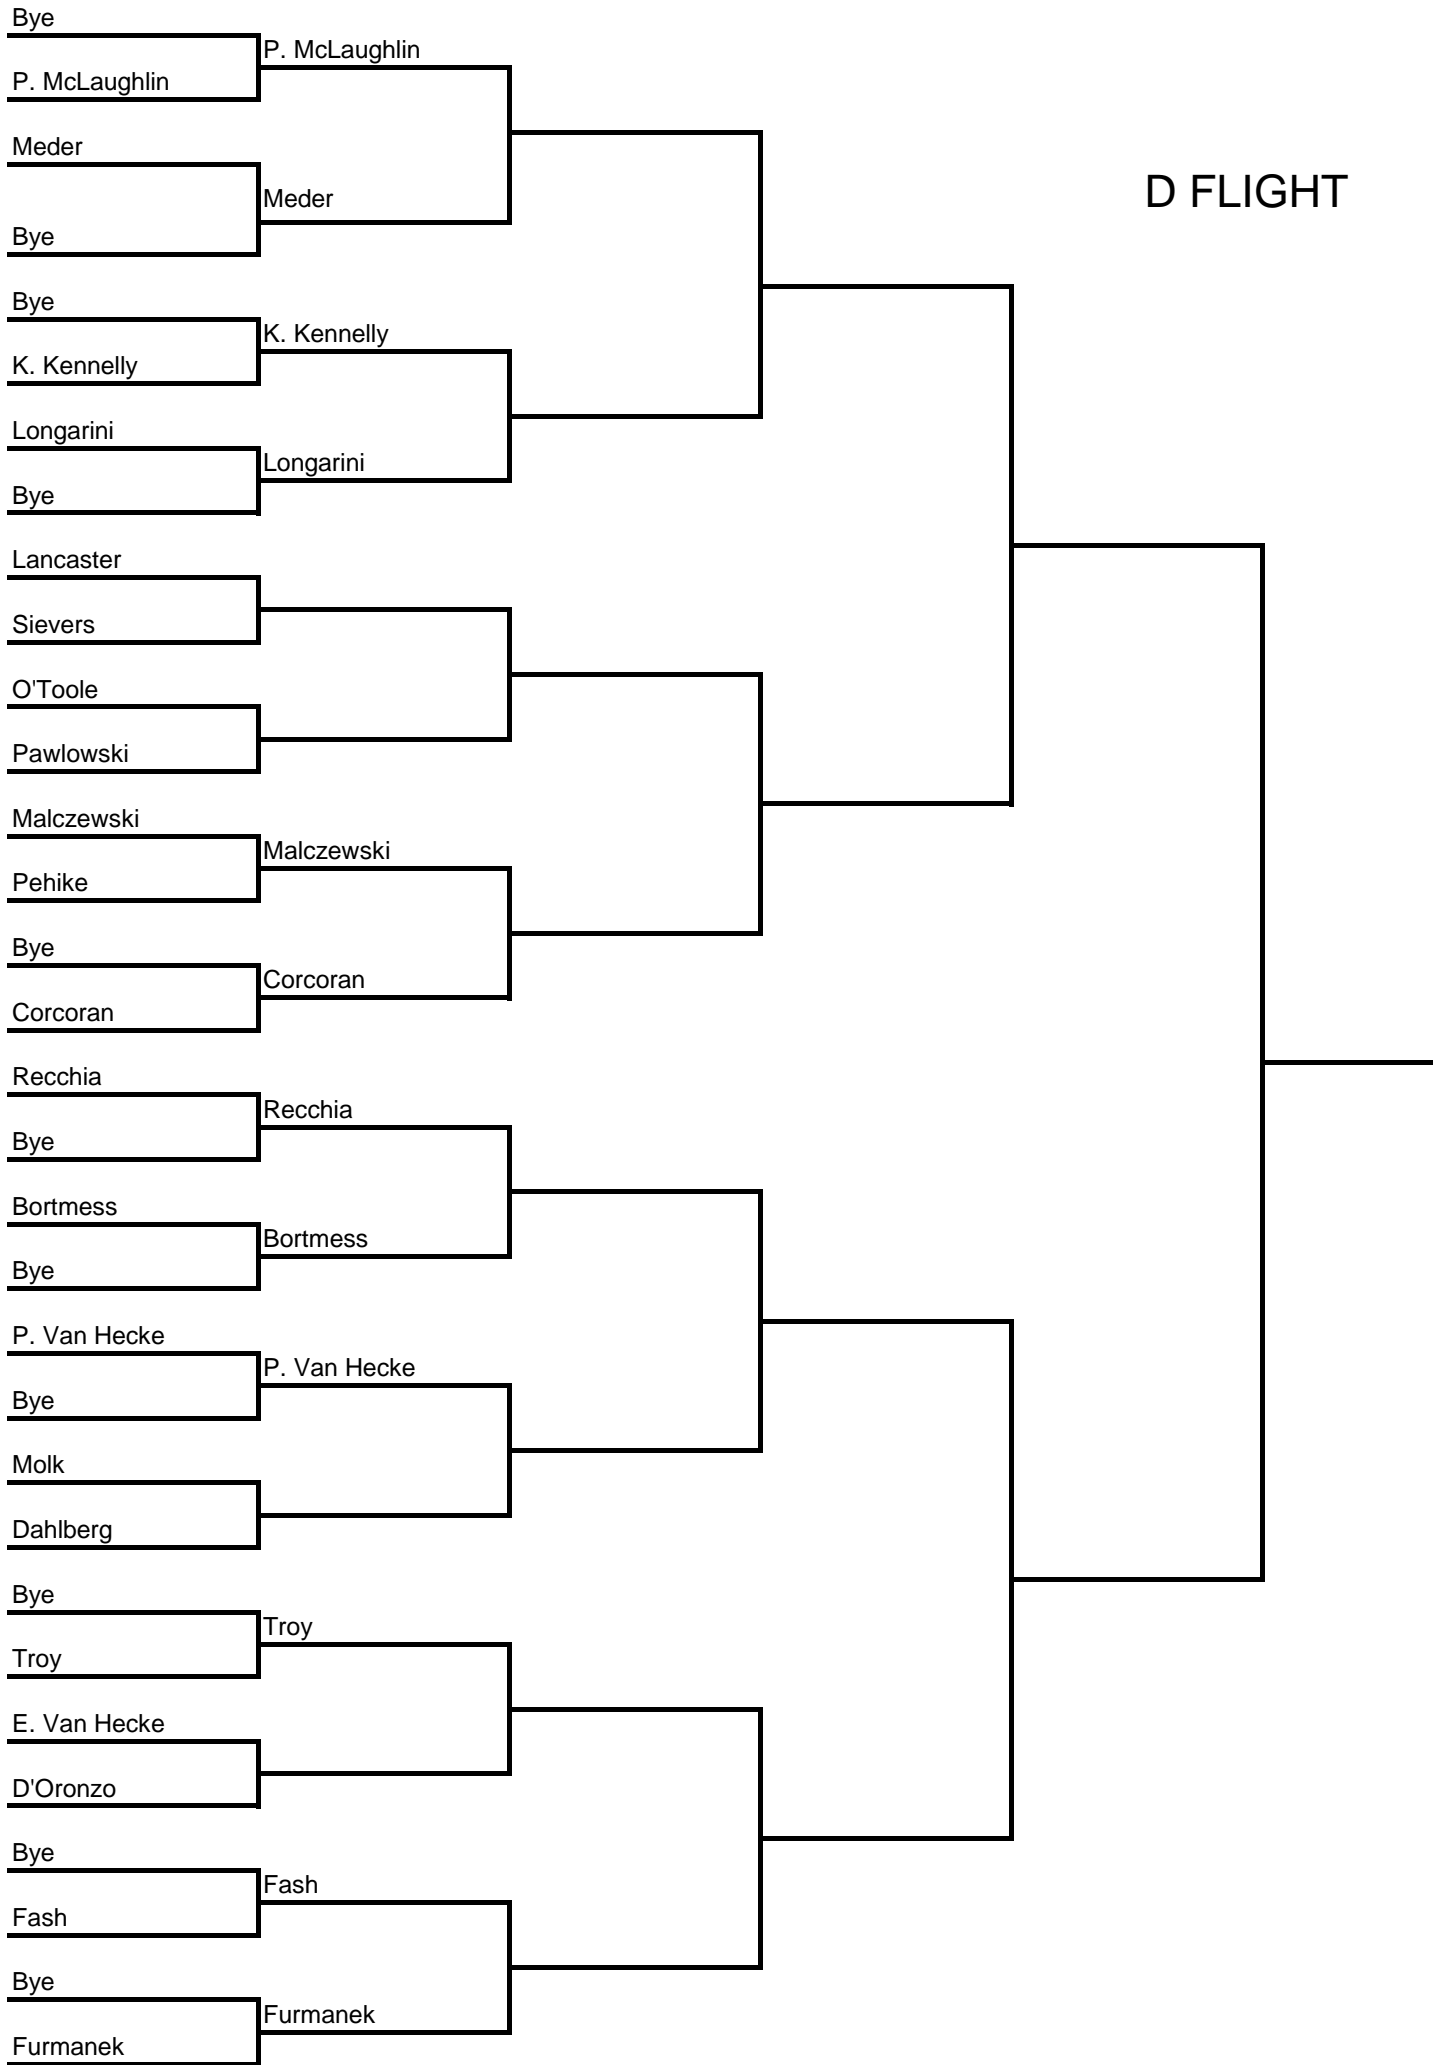 Bye
P. McLaughlin
P. McLaughlin
Meder
D FLIGHT
Meder
Bye
Bye
K. Kennelly
K. Kennelly
Longarini
Longarini
Bye
Lancaster
Sievers
O'Toole
Pawlowski
Malczewski
Malczewski
Pehike
Bye
Corcoran
Corcoran
Recchia
Recchia
Bye
Bortmess
Bortmess
Bye
P. Van Hecke
P. Van Hecke
Bye
Molk
Dahlberg
Bye
Troy
Troy
E. Van Hecke
D'Oronzo
Bye
Fash
Fash
Bye
Furmanek
Furmanek